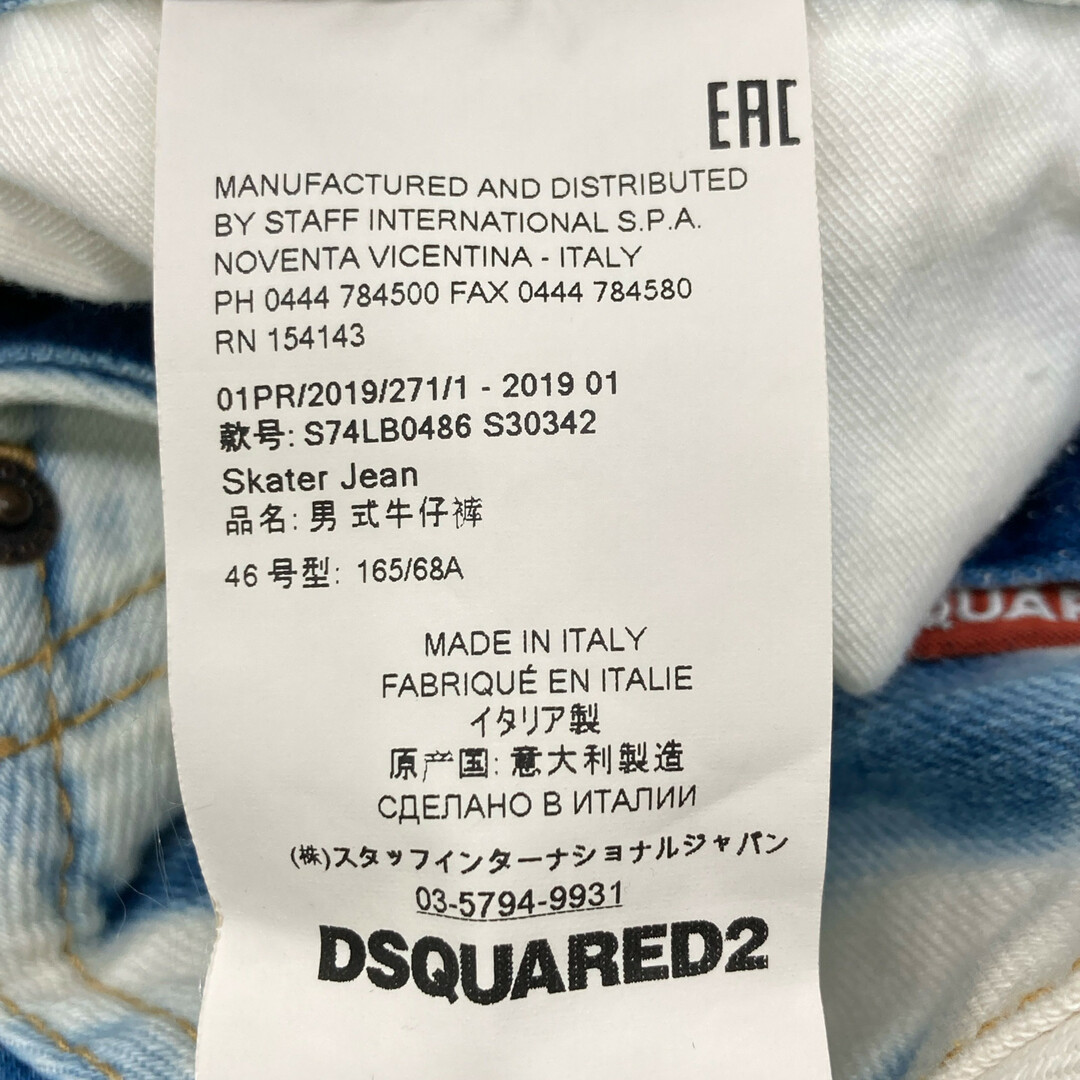 EAC
MANUFACTURED AND DISTRIBUTED
BY STAFF INTERNATIONAL S.P.A.
NOVENTA VICENTINA - ITALY
PH 0444 784500 FAX 0444 784580
RN 154143
01PR/2019/271/1 - 2019 01
款号: S74LB0486 S30342
Skater Jean
品名: 男式牛仔裤
46 号型: 165/68A
QUAR
MADE IN ITALY
FABRIQUÉ EN ITALIE
イタリア製
原产国: 意大利製造
СДЕЛАНО В ИТАЛИИ
(株)スタッフインターナショナルジャパン
03-5794-9931
DSQUARED2